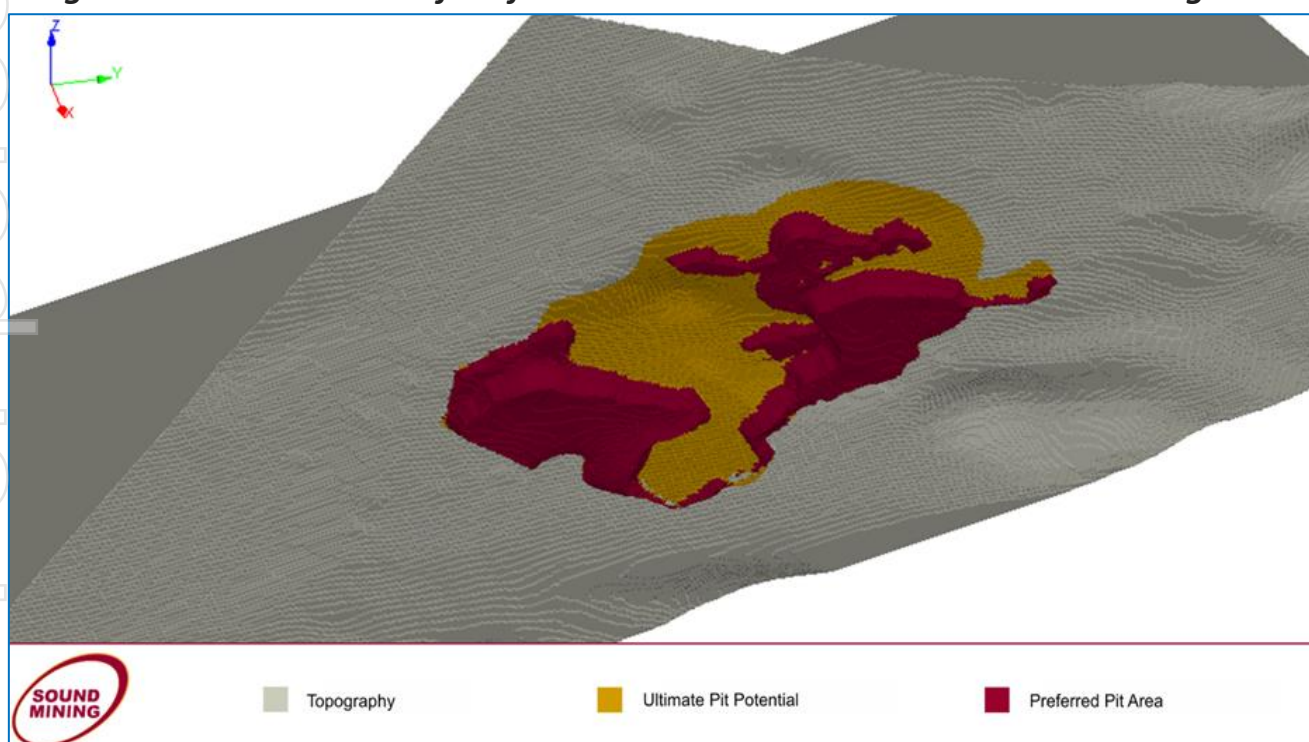 Z
Y
X
SOUND
MINING
Topography
Ultimate Pit Potential
Preferred Pit Area